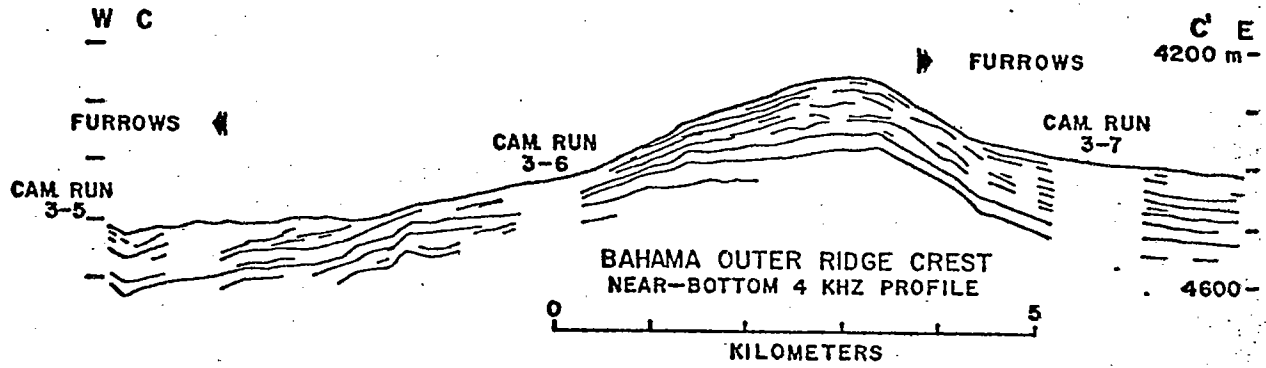 W C
C' E
4200 m
FURROWS
FURROWS
CAM. RUN
3-7
CAM. RUN
3-6
CAM. RUN
3-5
BAHAMA OUTER RIDGE CREST
NEAR-BOTTOM 4 KHZ PROFILE
4600
0 5
KILOMETERS